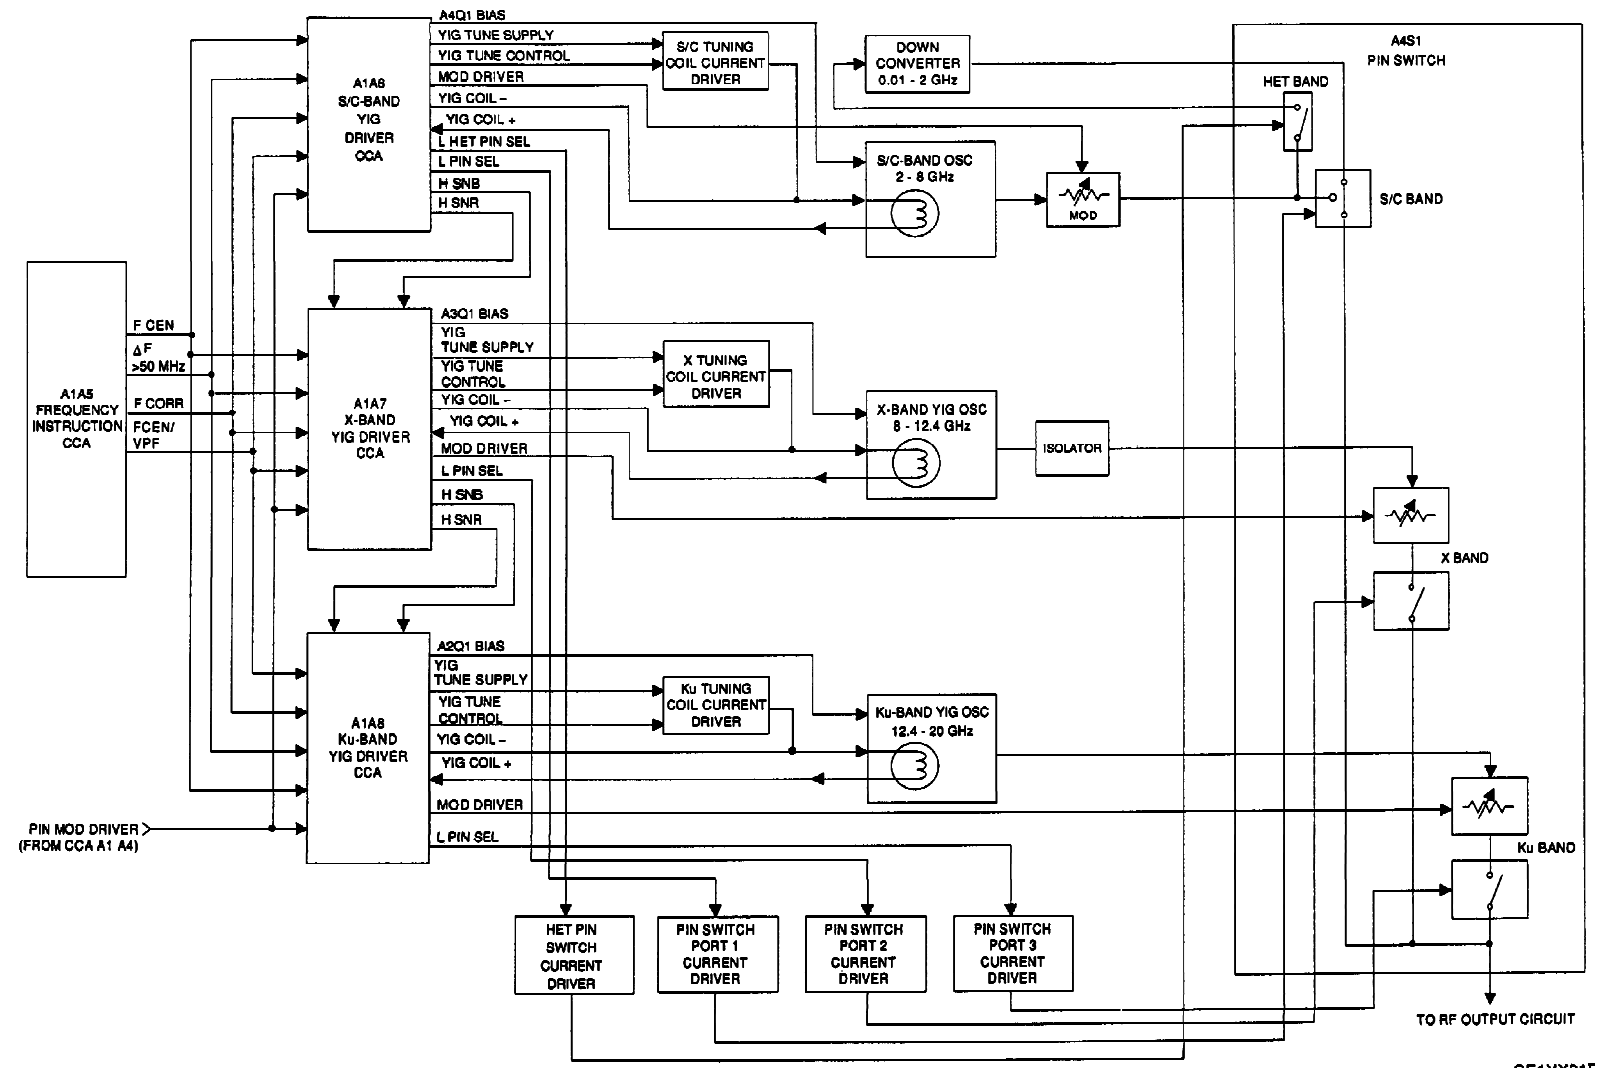 A4Q1 BIAS
YIG TUNE SUPPLY
YIG TUNE CONTROL
MOD DRIVER
YIG COIL –
YIG COIL +
L HET PIN SEL
L PIN SEL
H SNB
H SNR
A1A6
S/C-BAND
YIG
DRIVER
CCA
S/C TUNING
COIL CURRENT
DRIVER
DOWN
CONVERTER
0.01 - 2 GHz
A4S1
PIN SWITCH
HET BAND
S/C-BAND OSC
2 - 8 GHz
MOD
S/C BAND
F CEN
ΔF
>50 MHz
F CORR
FCEN/
VPF
A1A5
FREQUENCY
INSTRUCTION
CCA
A1A7
X-BAND
YIG DRIVER
CCA
A3Q1 BIAS
YIG
TUNE SUPPLY
YIG TUNE
CONTROL
YIG COIL –
YIG COIL +
MOD DRIVER
L PIN SEL
H SNB
H SNR
X TUNING
COIL CURRENT
DRIVER
X-BAND YIG OSC
8 - 12.4 GHz
ISOLATOR
X BAND
A1A8
Ku-BAND
YIG DRIVER
CCA
A2Q1 BIAS
YIG
TUNE SUPPLY
YIG TUNE
CONTROL
YIG COIL –
YIG COIL +
MOD DRIVER
L PIN SEL
Ku TUNING
COIL CURRENT
DRIVER
Ku-BAND YIG OSC
12.4 - 20 GHz
Ku BAND
PIN MOD DRIVER
(FROM CCA A1 A4)
HET PIN
SWITCH
CURRENT
DRIVER
PIN SWITCH
PORT 1
CURRENT
DRIVER
PIN SWITCH
PORT 2
CURRENT
DRIVER
PIN SWITCH
PORT 3
CURRENT
DRIVER
TO RF OUTPUT CIRCUIT